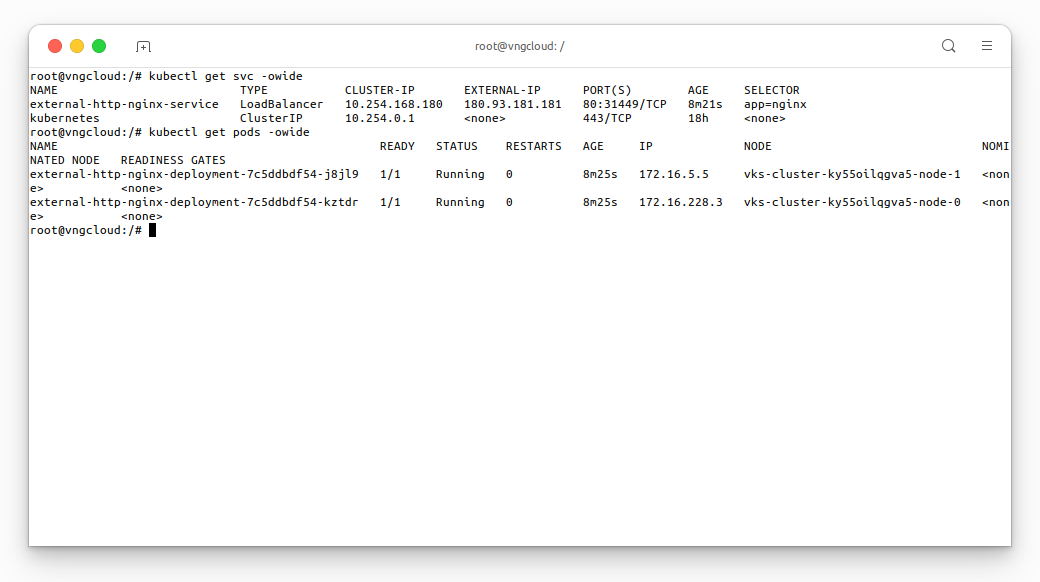 root@vngcloud: /
root@vngcloud:/# kubectl get svc -owide
NAME                          TYPE           CLUSTER-IP       EXTERNAL-IP      PORT(S)        AGE     SELECTOR
external-http-nginx-service   LoadBalancer   10.254.168.180   180.93.181.181   80:31449/TCP   8m21s   app=nginx
kubernetes                    ClusterIP      10.254.0.1       <none>           443/TCP        18h     <none>
root@vngcloud:/# kubectl get pods -owide
NAME                                              READY   STATUS    RESTARTS   AGE     IP             NODE                              NOMI
NATED NODE   READINESS GATES
external-http-nginx-deployment-7c5ddbdf54-j8jl9   1/1     Running   0          8m25s   172.16.5.5     vks-cluster-ky55oilqgva5-node-1   <non
e>           <none>
external-http-nginx-deployment-7c5ddbdf54-kztdr   1/1     Running   0          8m25s   172.16.228.3   vks-cluster-ky55oilqgva5-node-0   <non
e>           <none>
root@vngcloud:/#